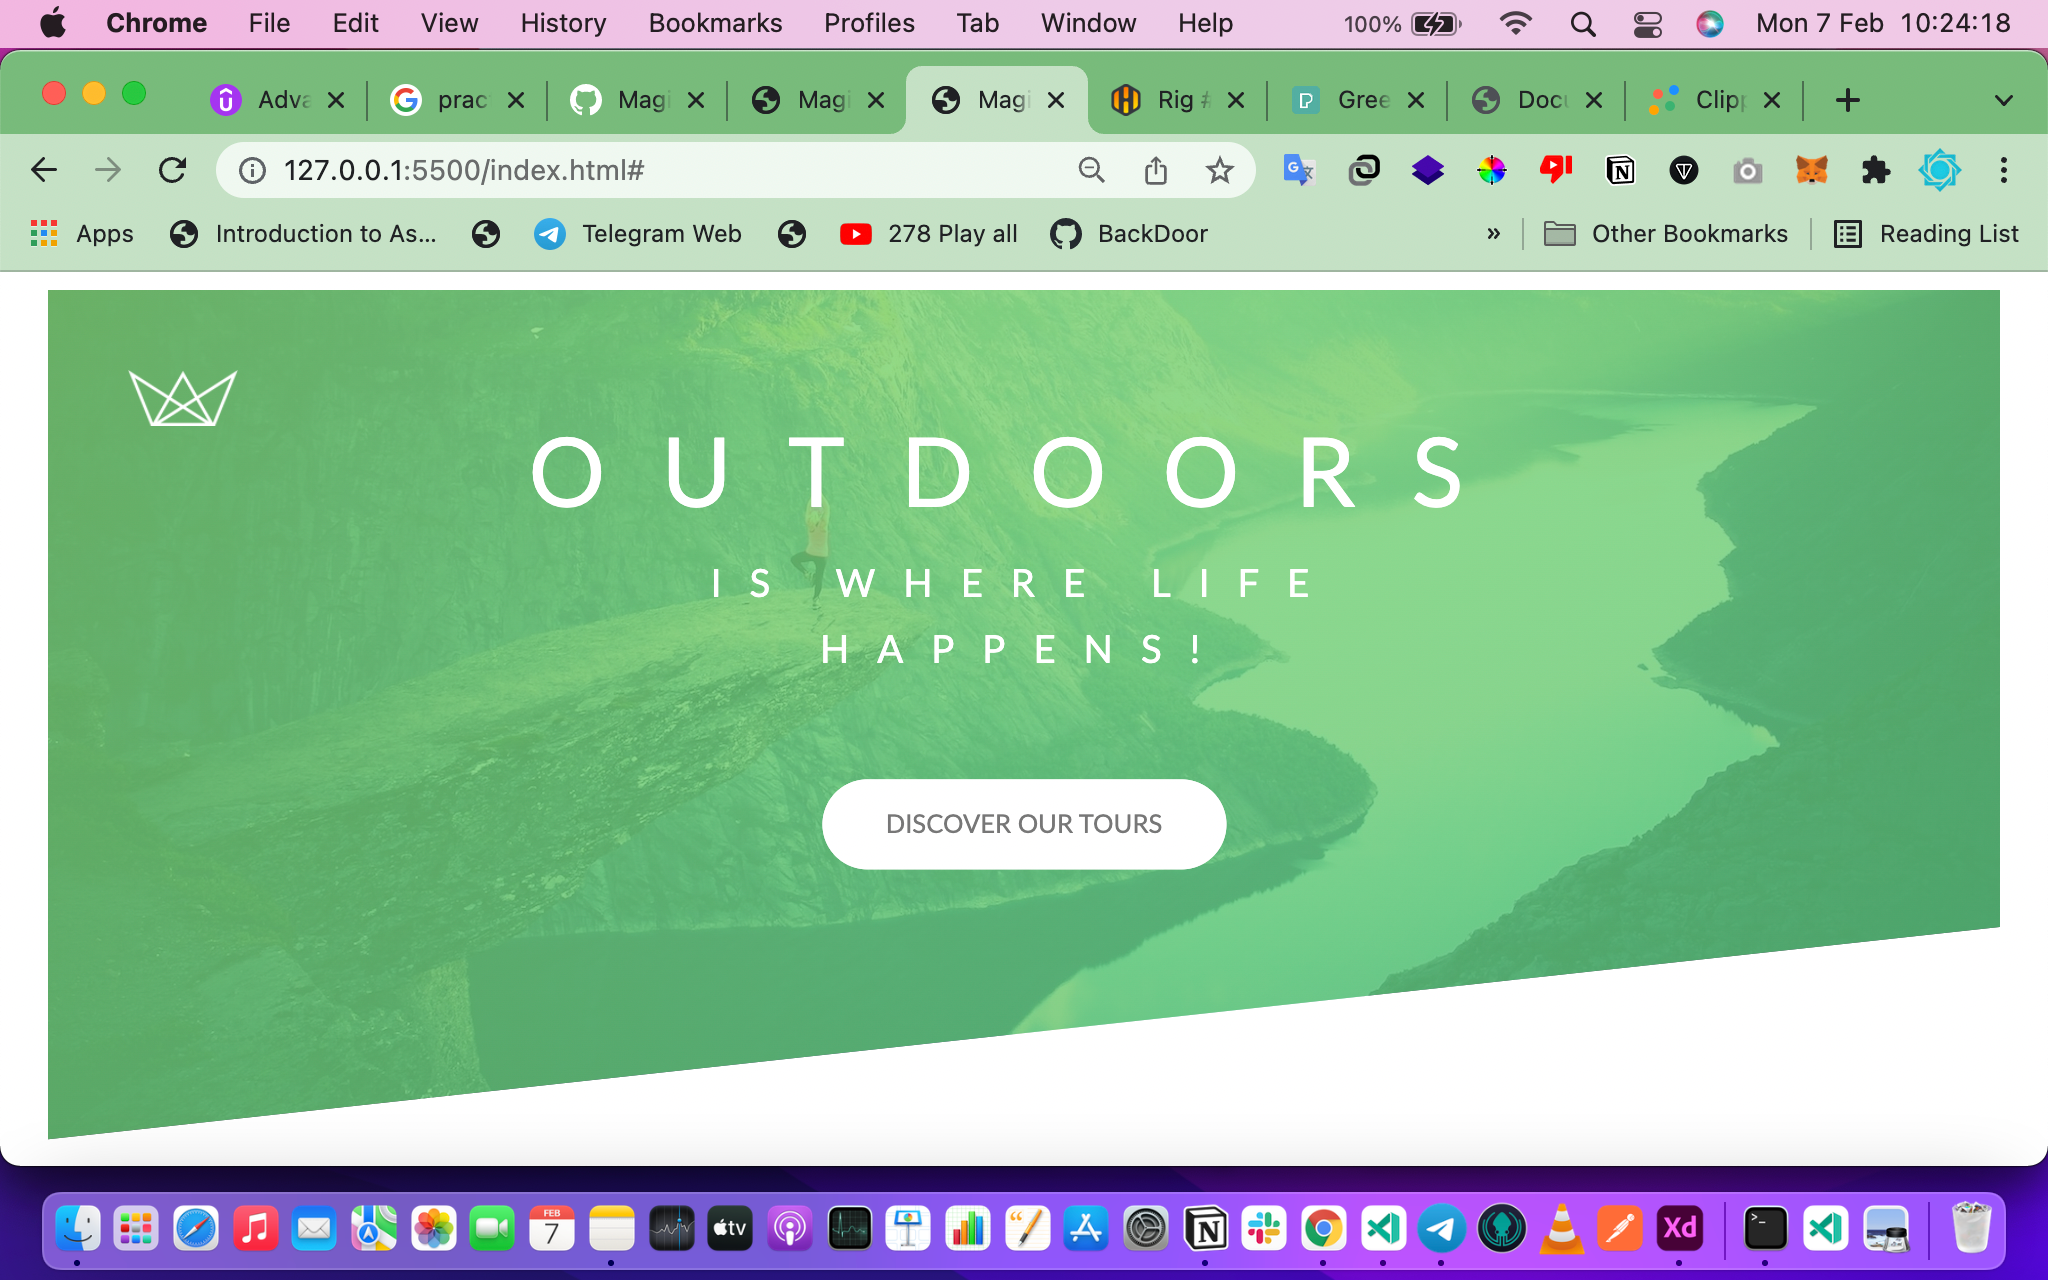 Chrome File Edit View History Bookmarks Profiles Tab Window Help 100% Mon 7 Feb 10:24:18
Adva prac Magi Magi Magi Rig # Gree Docu Clipp
127.0.0.1:5500/index.html#
Apps Introduction to As... Telegram Web 278 Play all BackDoor » Other Bookmarks Reading List
OUTDOORS
IS WHERE LIFE
HAPPENS!
DISCOVER OUR TOURS
FEB
7
tv
Xd